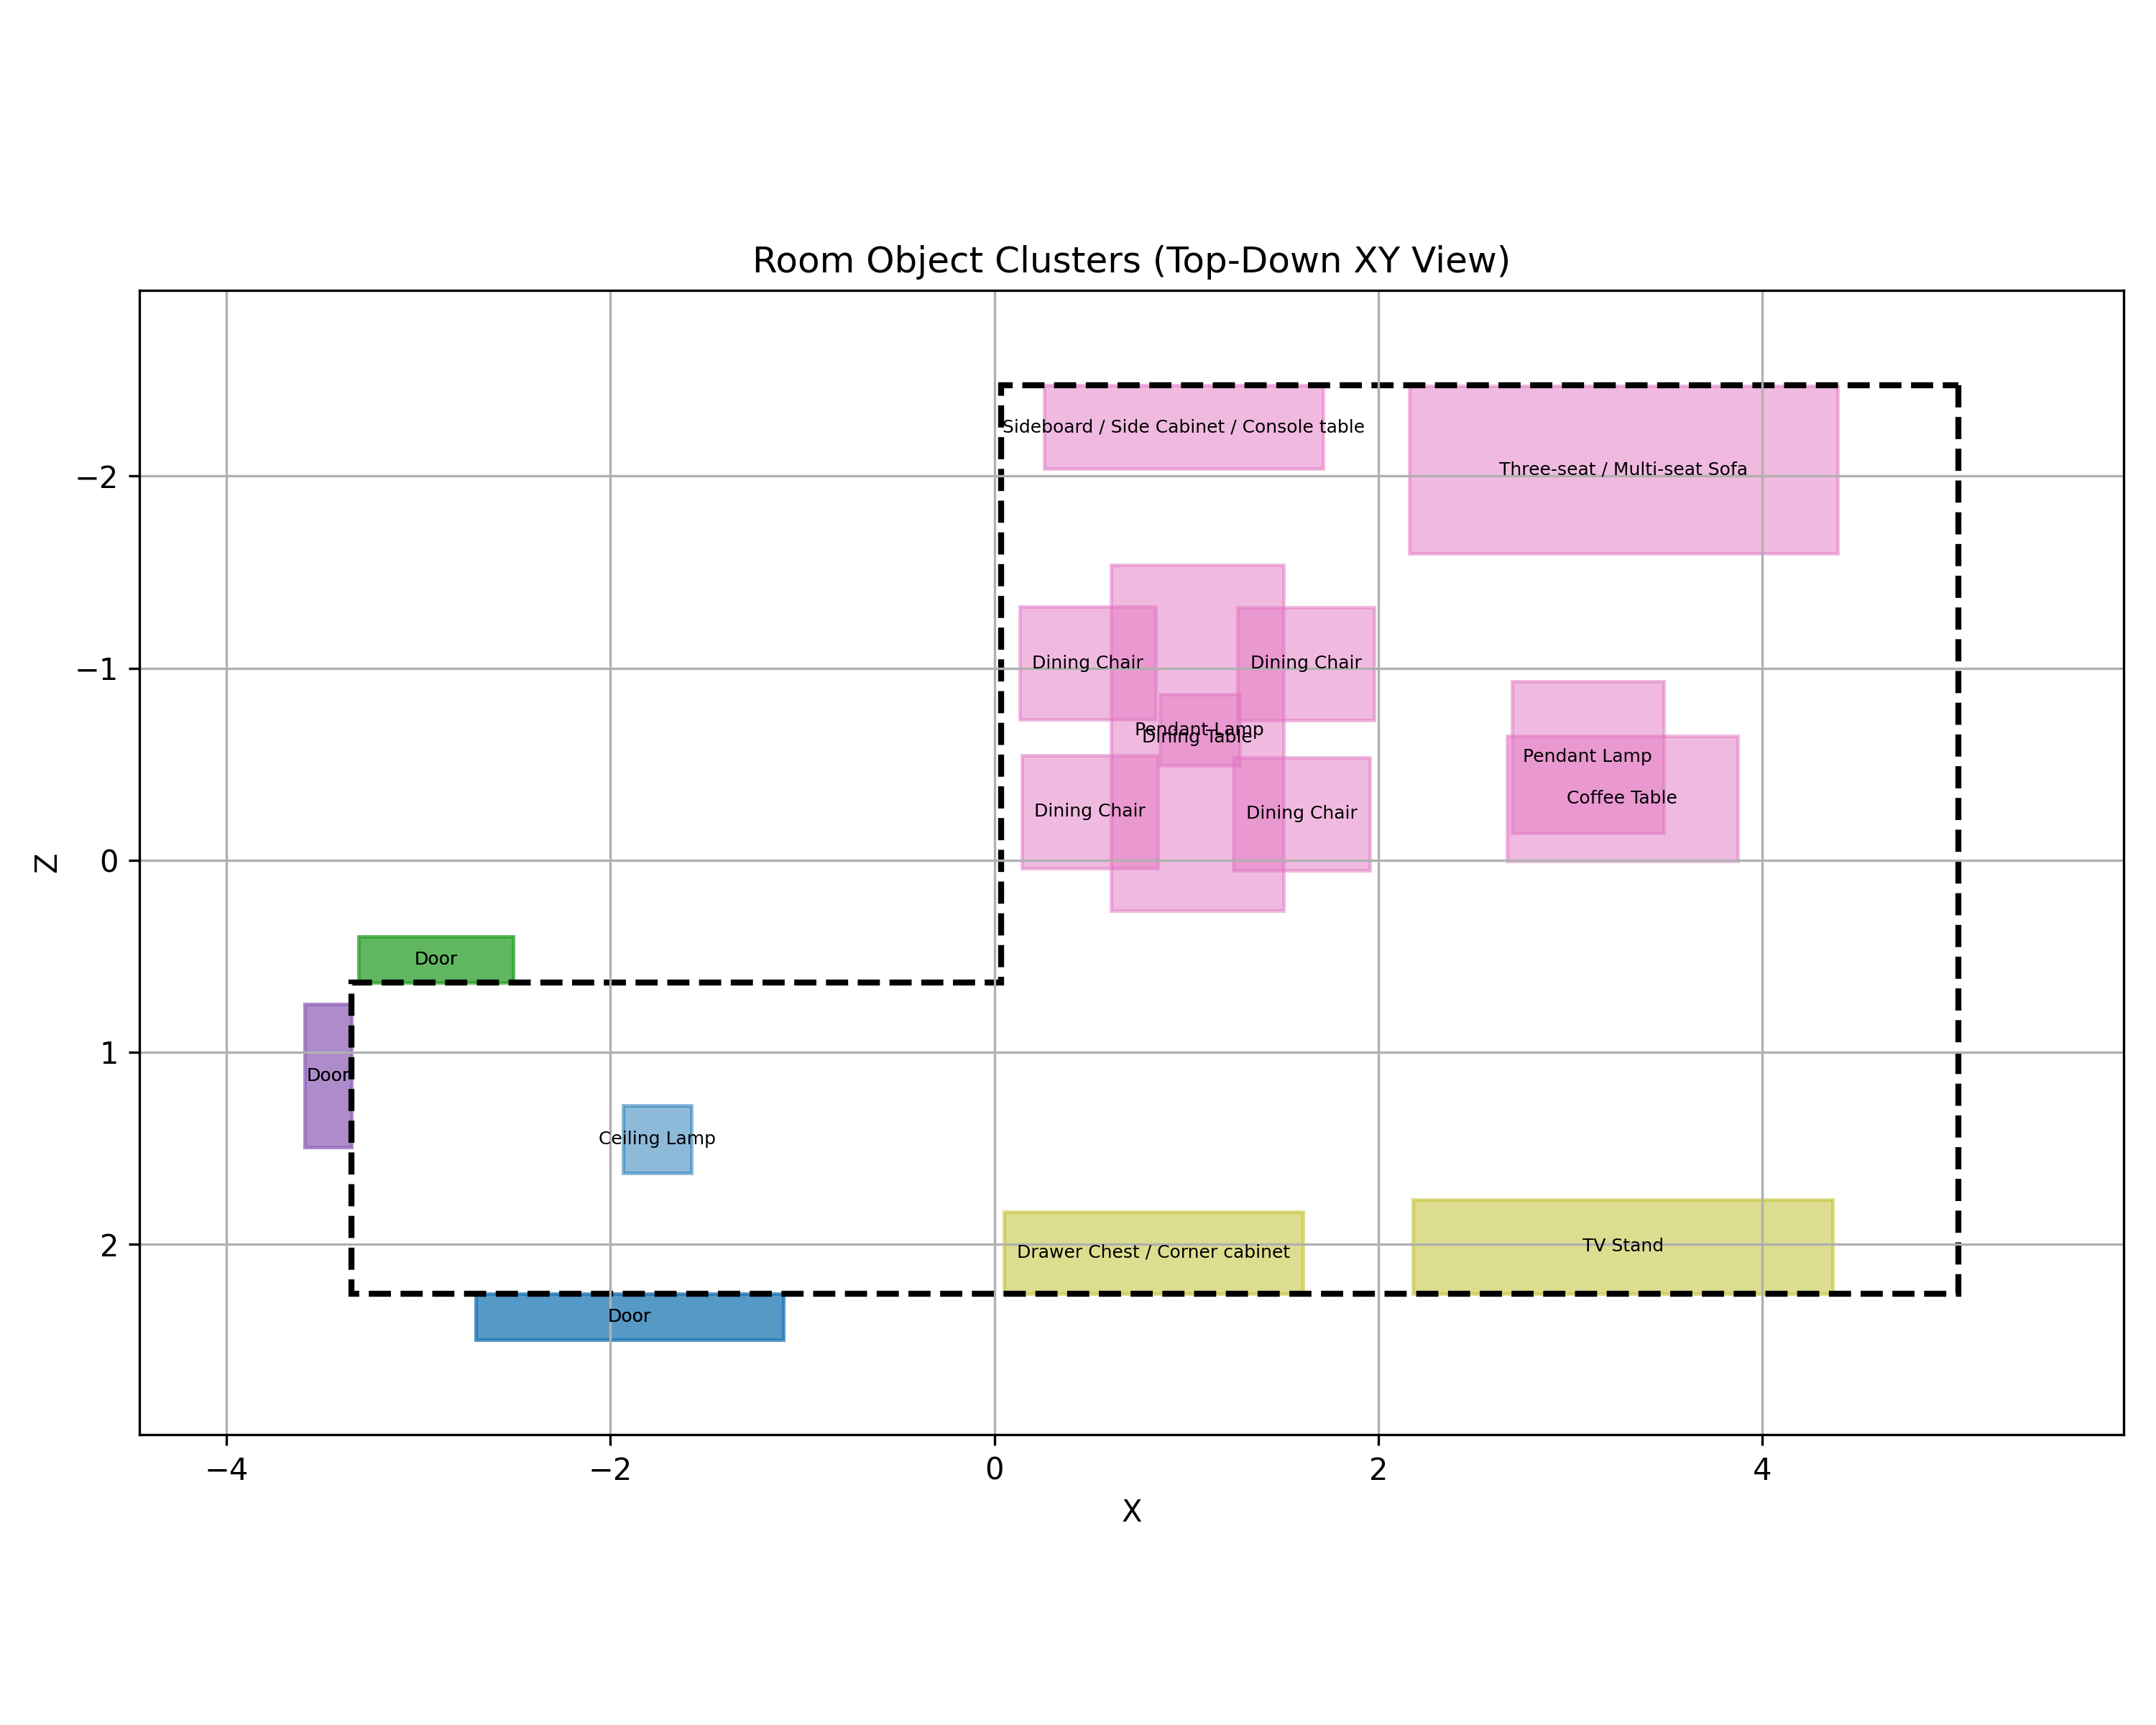 Room Object Clusters (Top-Down XY View)
Sideboard / Side Cabinet / Console table
Three-seat / Multi-seat Sofa
−2
Dining Chair
Dining Chair
−1
Pendant Lamp
Dining Table
Pendant Lamp
Coffee Table
Dining Chair
Dining Chair
Z
0
Door
1
Door
Ceiling Lamp
2
Drawer Chest / Corner cabinet
TV Stand
Door
−4
−2
0
2
4
X